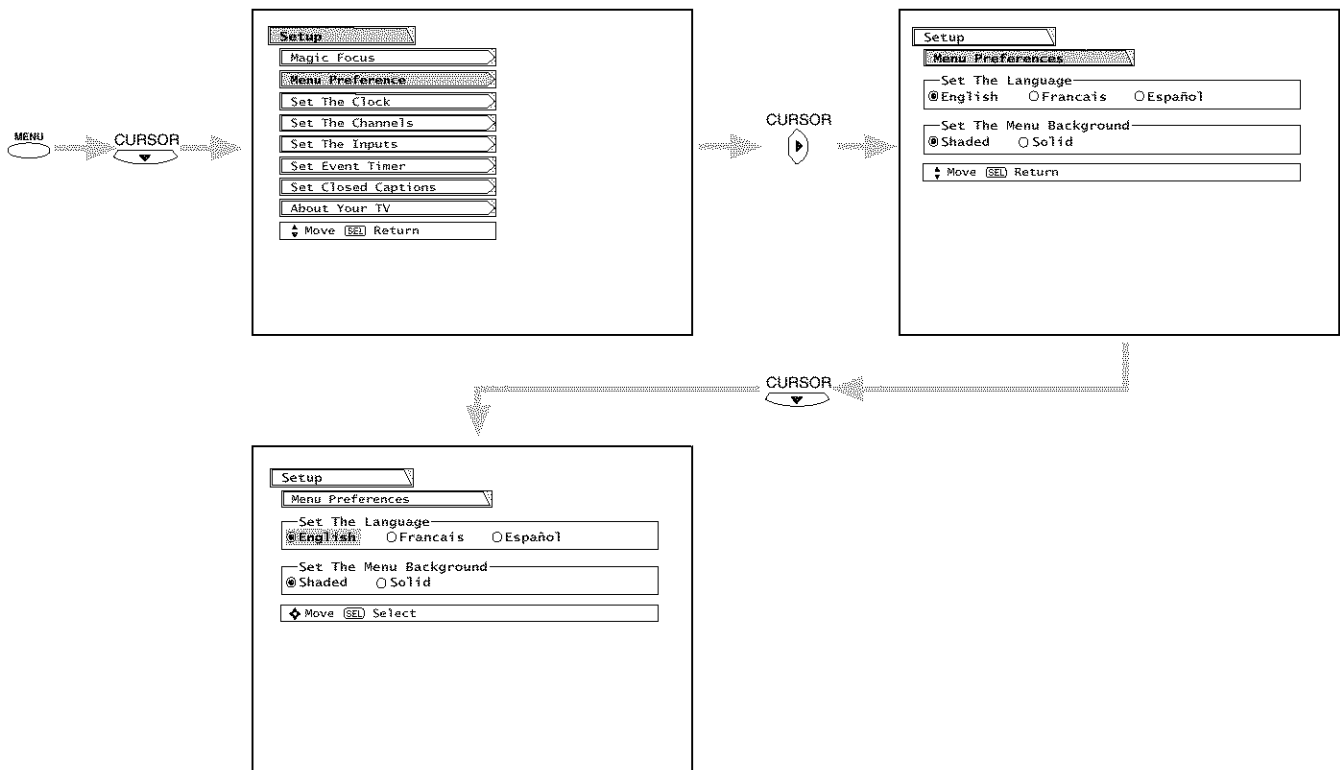 MENU
CURSOR
Setup
Magic Focus
Menu Preference
Set The Clock
Set The Channels
Set The Inputs
Set Event Timer
Set Closed Captions
About Your TV
Move SEL Return
CURSOR
Setup
Menu Preferences
Set The Language
English Francais Español
Set The Menu Background
Shaded Solid
Move SEL Return
CURSOR
Setup
Menu Preferences
Set The Language
English Francais Español
Set The Menu Background
Shaded Solid
Move SEL Select